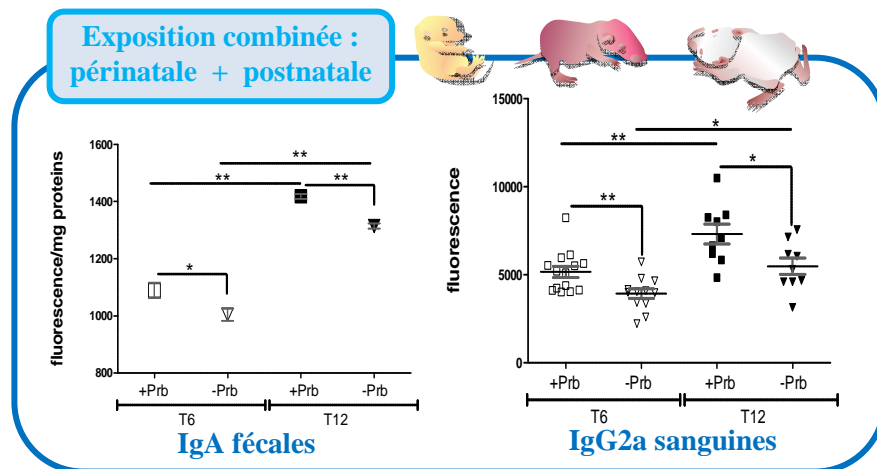 Exposition combinée :
périnatale + postnatale
1600
1400
1200
1000
800
fluorescence/mg proteins
**
**
**
*
+Prb
-Prb
+Prb
-Prb
T6
T12
IgA fécales
15000
10000
5000
0
fluorescence
*
**
*
**
+Prb
-Prb
+Prb
-Prb
T6
T12
IgG2a sanguines